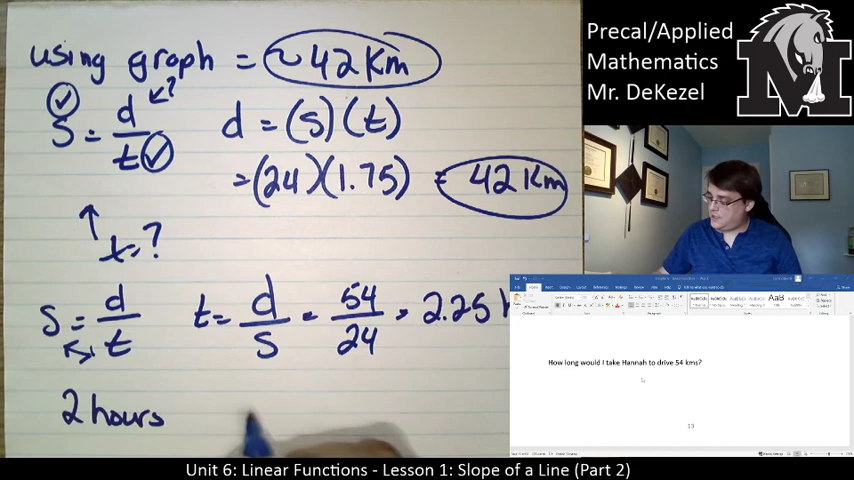 using graph = ~42 Km
s = d/t ?
d = (s)(t)
= (24)(1.75) = 42 Km
t = ?
s = d/t
t = d/s = 54/24 = 2.25 h
2 hours
Precal/Applied
Mathematics
Mr. DeKezel
M
How long would I take Hannah to drive 54 kms?
13
Unit 6: Linear Functions - Lesson 1: Slope of a Line (Part 2)